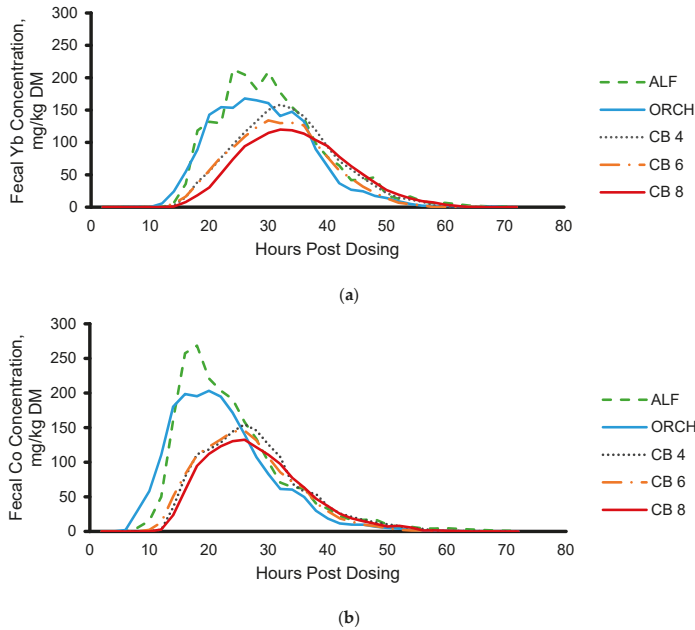 Fecal Yb Concentration,
mg/kg DM
300
250
200
150
100
50
0
0 10 20 30 40 50 60 70 80
Hours Post Dosing
ALF
ORCH
CB 4
CB 6
CB 8
(a)
Fecal Co Concentration,
mg/kg DM
300
250
200
150
100
50
0
0 10 20 30 40 50 60 70 80
Hours Post Dosing
ALF
ORCH
CB 4
CB 6
CB 8
(b)